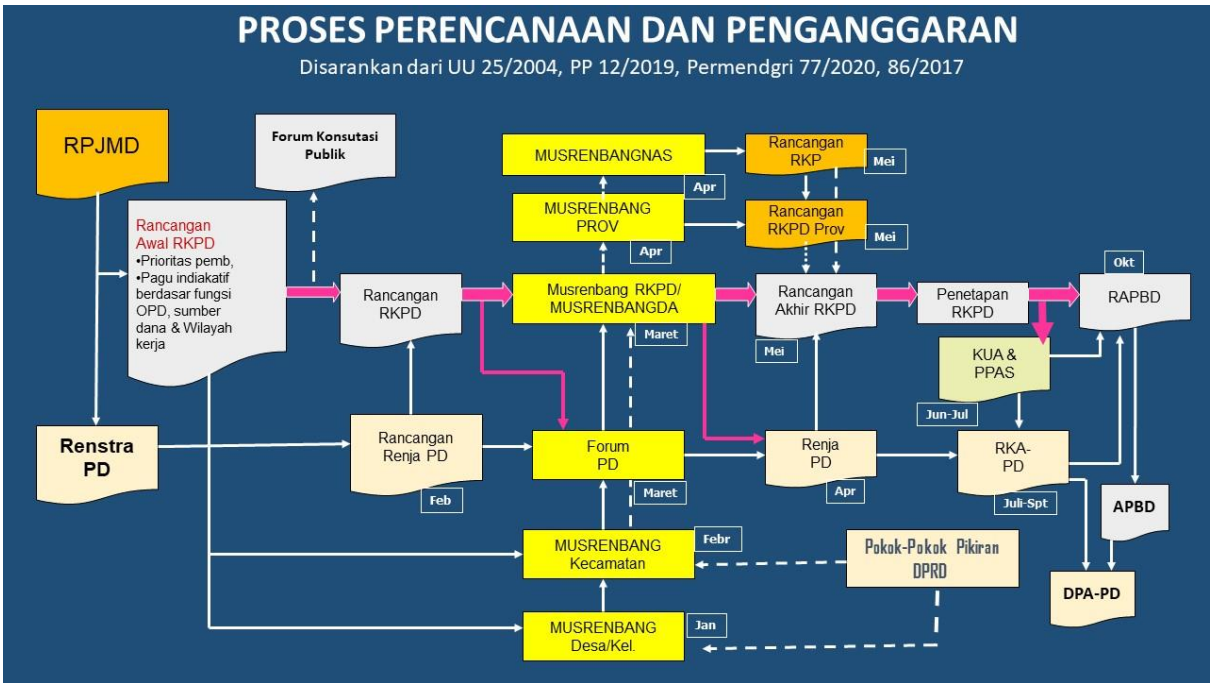 PROSES PERENCANAAN DAN PENGANGGARAN
Disarankan dari UU 25/2004, PP 12/2019, Permendgri 77/2020, 86/2017
RPJMD
Forum Konsutasi
Publik
MUSRENBANGNAS
Apr
Rancangan
RKP
Mei
MUSRENBANG
PROV
Apr
Rancangan
RKPD Prov
Mei
Rancangan
Awal RKPD
•Prioritas pemb,
•Pagu indiakatif
berdasar fungsi
OPD, sumber
dana & Wilayah
kerja
Rancangan
RKPD
Musrenbang RKPD/
MUSRENBANGDA
Maret
Rancangan
Akhir RKPD
Mei
Penetapan
RKPD
Okt
RAPBD
KUA &
PPAS
Jun-Jul
Renstra
PD
Rancangan
Renja PD
Feb
Forum
PD
Maret
Renja
PD
Apr
RKA-
PD
Juli-Spt
APBD
MUSRENBANG
Kecamatan
Febr
Pokok-Pokok Pikiran
DPRD
DPA-PD
MUSRENBANG
Desa/Kel.
Jan